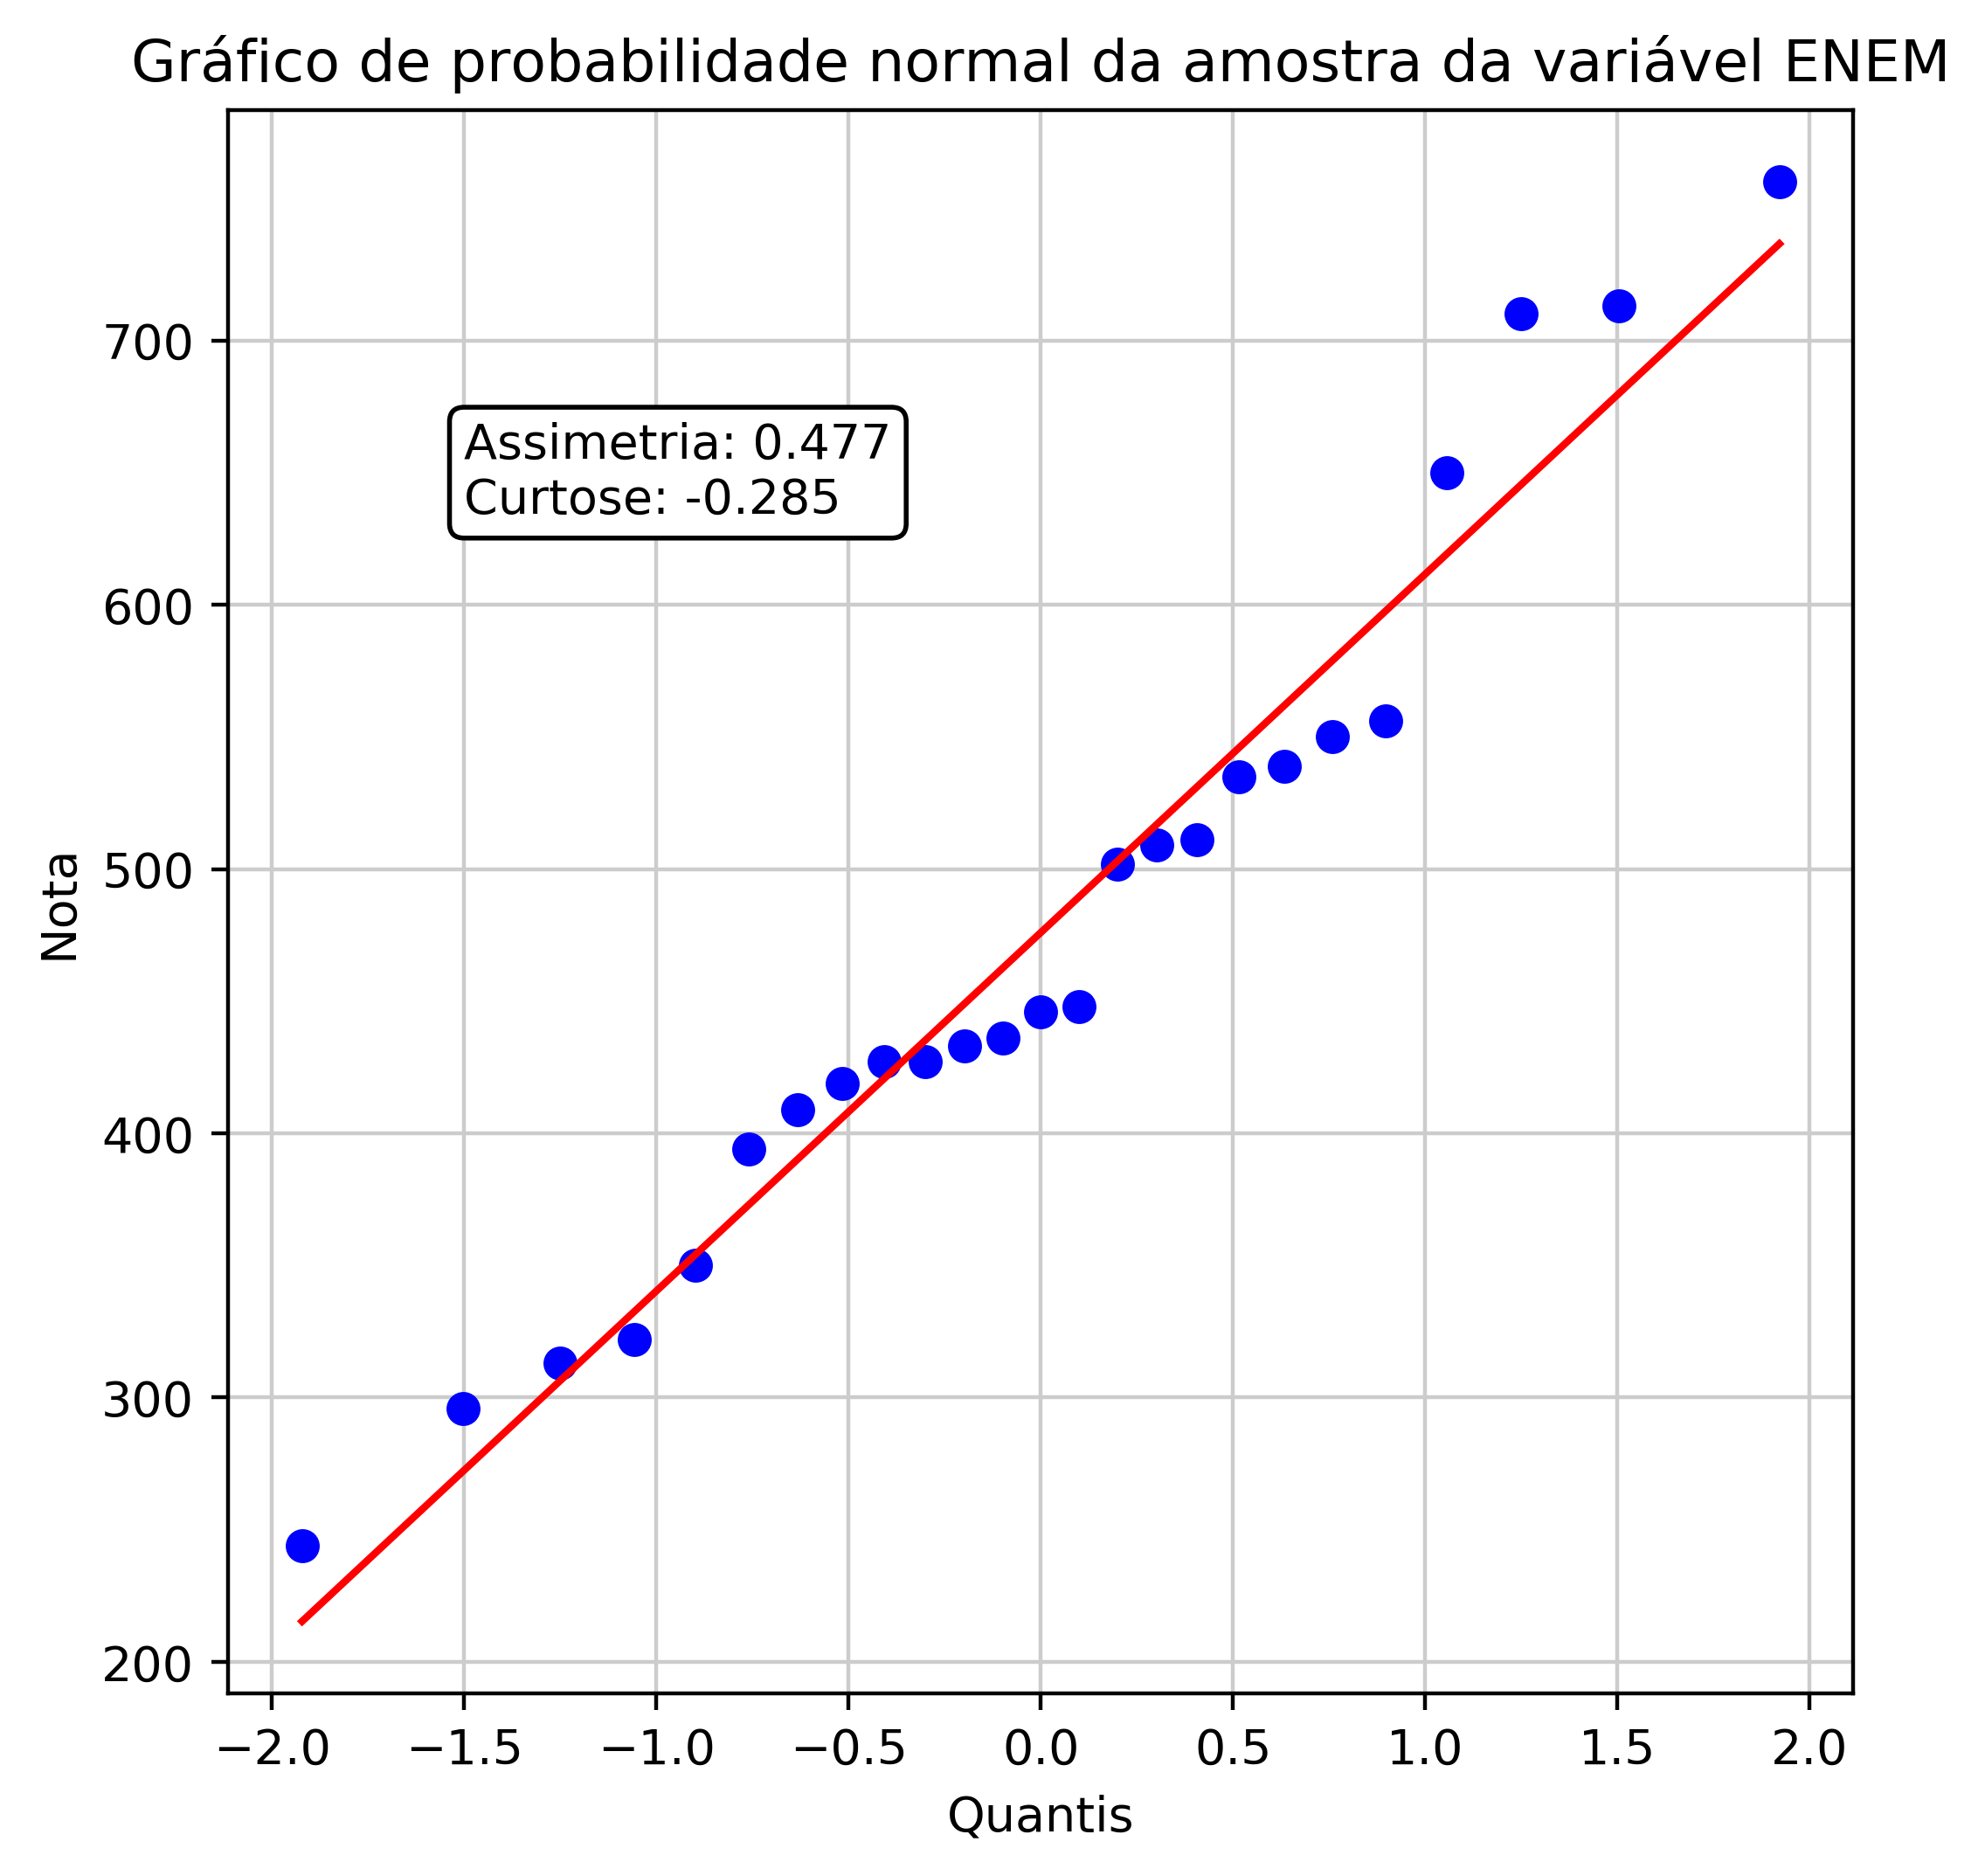 Gráfico de probabilidade normal da amostra da variável ENEM
Assimetria: 0.477
Curtose: -0.285
Nota
700
600
500
400
300
200
−2.0 −1.5 −1.0 −0.5 0.0 0.5 1.0 1.5 2.0
Quantis